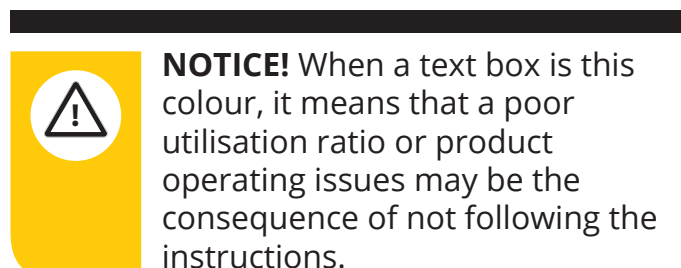 NOTICE! When a text box is this
colour, it means that a poor
utilisation ratio or product
operating issues may be the
consequence of not following the
instructions.